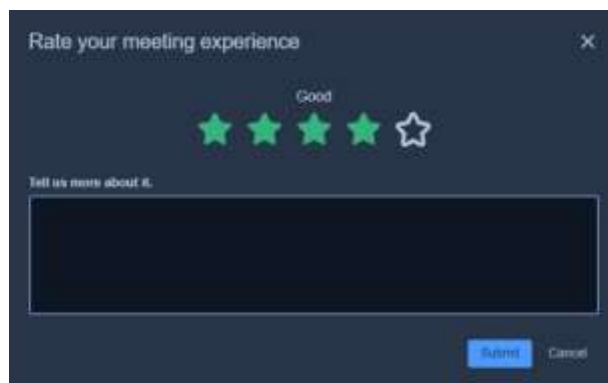 Rate your meeting experience
Good
Tell us more about it.
Submit Cancel